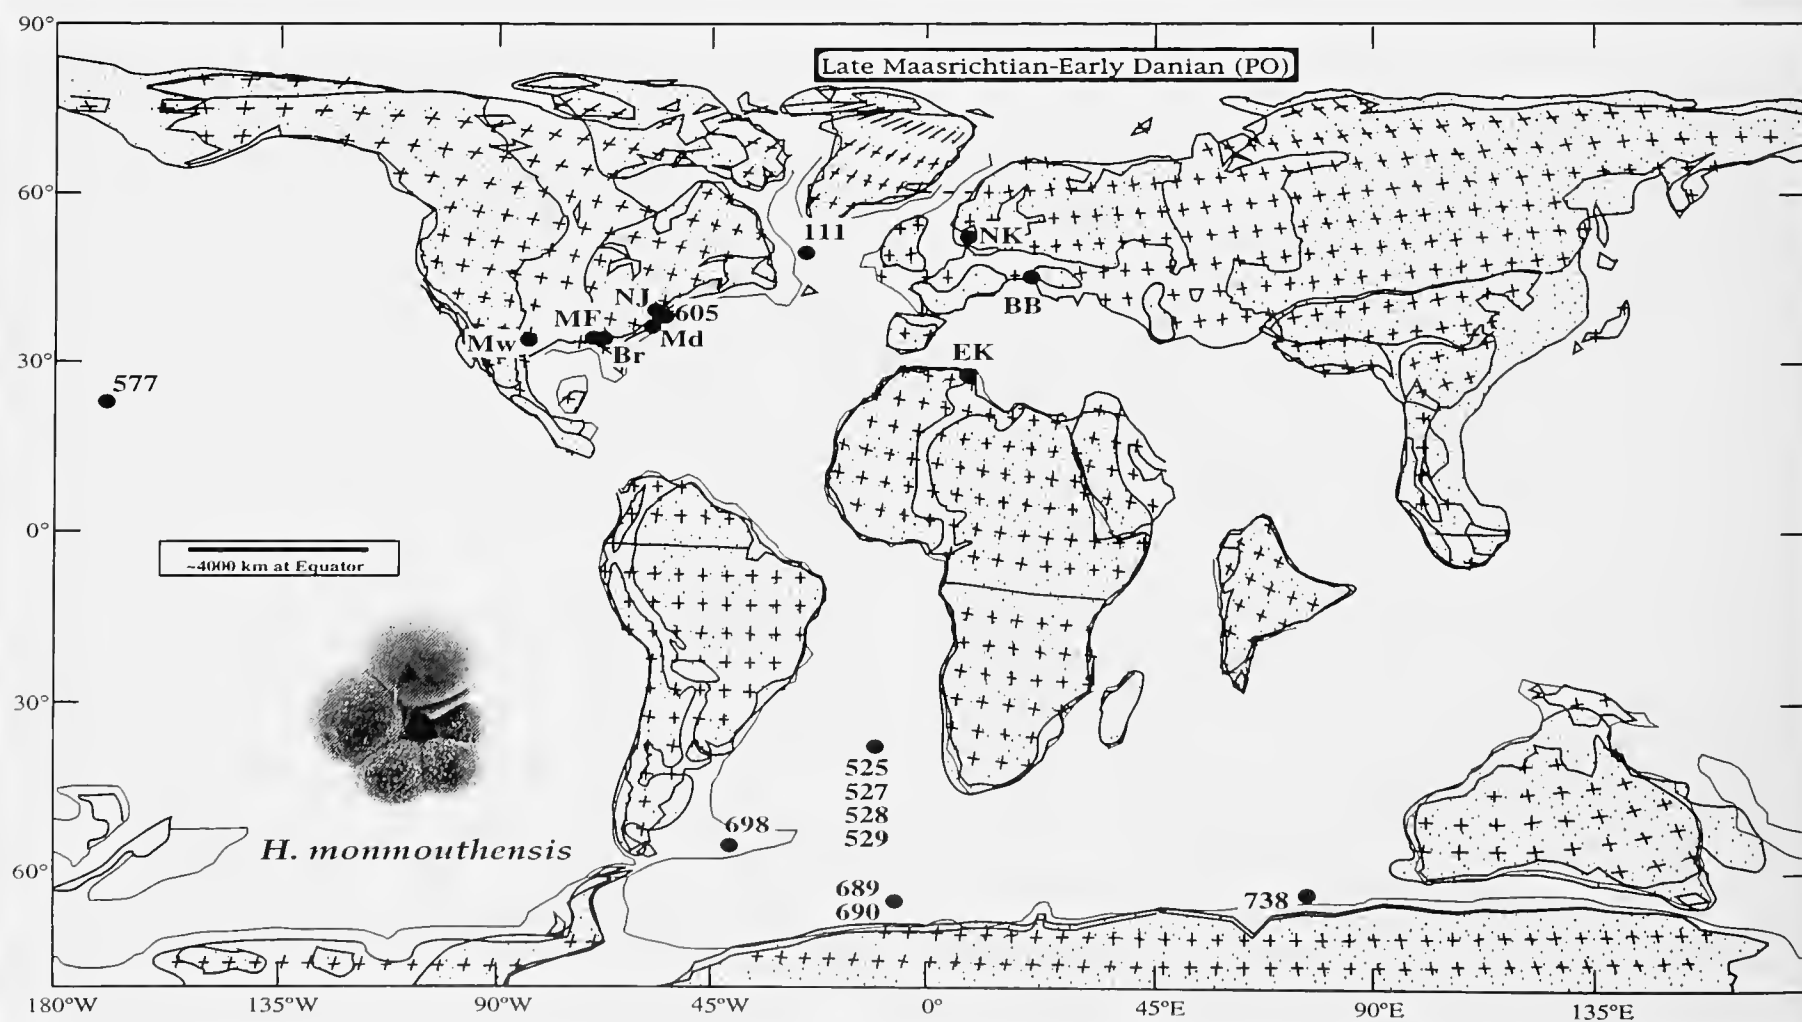 90°
Late Maasrichtian-Early Danian (PO)
60°
111
NK
NJ
605
MF
BB
Mw
Md
Br
30°
EK
577
0°
~4000 km at Equator
30°
525
527
528
529
698
H. monmouthensis
60°
689
690
738
180°W
135°W
90°W
45°W
0°
45°E
90°E
135°E